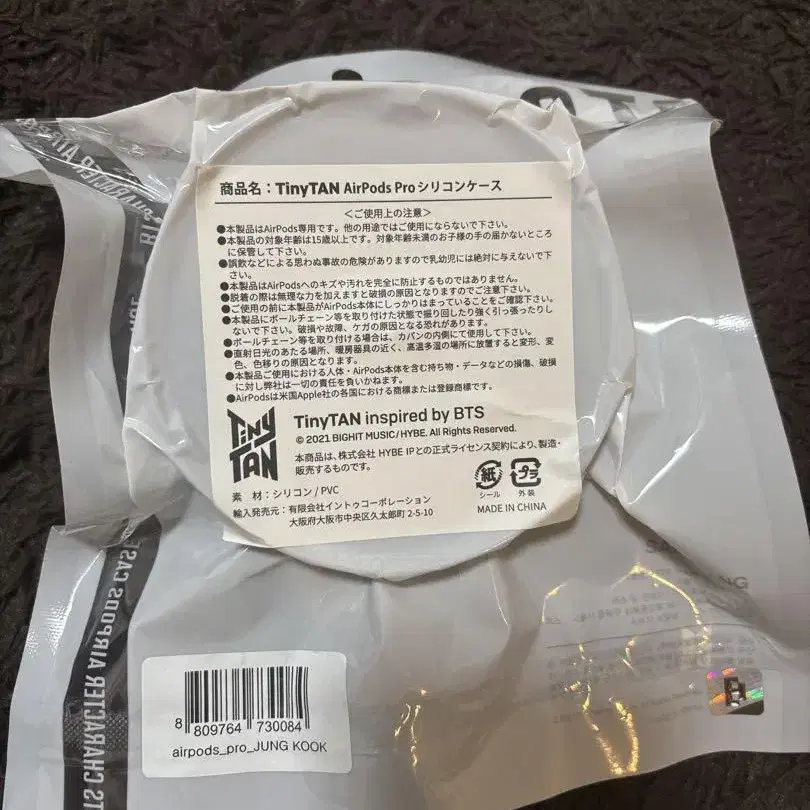 商品名：TinyTAN AirPods Pro シリコンケース
＜ご使用上の注意＞
●本製品はAirPods専用です。他の用途ではご使用にならないで下さい。
●本製品の対象年齢は15歳以上です。対象年齢未満のお子様の手の届かないところ
に保管して下さい。
●誤飲などによる思わぬ事故の危険がありますので乳幼児には絶対に与えないで下
さい。
●本製品はAirPodsへのキズや汚れを完全に防止するものではありません。
●脱着の際は無理な力を加えますと破損の原因となりますのでご注意下さい。
●ご使用の前に本製品がAirPods本体にしっかりはまっていることをご確認下さい。
●本製品にボールチェーン等を取り付けた状態で振り回したり強く引っ張ったりし
ないで下さい。破損や故障、ケガの原因となる恐れがあります。
●ボールチェーン等を取り付ける場合は、カバンの内側にて使用して下さい。
●直射日光のあたる場所、暖房器具の近く、高温多湿の場所に放置すると変形、変
色、色移りの原因となります。
●本製品ご使用における人体・AirPods本体を含む持ち物・データなどの損傷、破損
に対し弊社は一切の責任を負いかねます。
●AirPodsは米国Apple社の各国における商標または登録商標です。
TINY
TAN
TinyTAN inspired by BTS
© 2021 BIGHIT MUSIC/HYBE. All Rights Reserved.
本商品は、株式会社 HYBE IPとの正式ライセンス契約により、製造・
販売するものです。
紙
シール
プラ
外装
素　材：シリコン / PVC
輸入発売元：有限会社イントゥコーポレーション
大阪府大阪市中央区久太郎町 2-5-10
MADE IN CHINA
8 809764 730084
airpods_pro_JUNG KOOK
TS CHARACTER AIRPODS CASE